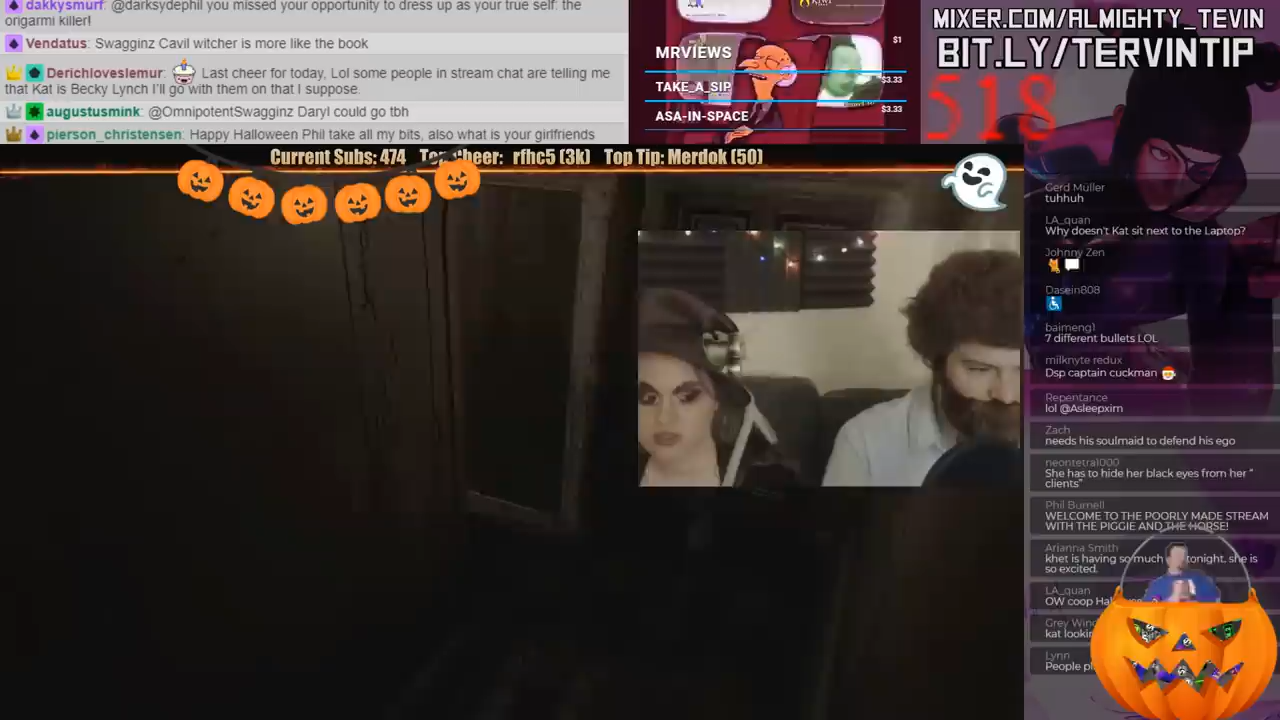 dakkysmurf: @darksydephil you missed your opportunity to dress up as your true self: the
origarmi killer!
Vendatus: Swagginz Cavil witcher is more like the book
Derichloveslemur: Last cheer for today, Lol some people in stream chat are telling me
that Kat is Becky Lynch I'll go with them on that I suppose.
augustusmink: @OmnipotentSwagginz Daryl could go tbh
pierson_christensen: Happy Halloween Phil take all my bits, also what is your girlfriends
$1
MRVIEWS
TAKE_A_SIP
$3.33
ASA-IN-SPACE
$3.33
MIXER.COM/ALMIGHTY_TEVIN
BIT.LY/TERVINTIP
518
Current Subs: 474 Top Cheer: rfhc5 (3k) Top Tip: Merdok (50)
Gerd Müller
tuhhuh
LA_quan
Why doesn't Kat sit next to the Laptop?
Johnny Zen
Dasein808
baimeng1
7 different bullets LOL
milknyte redux
Dsp captain cuckman
Repentance
lol @Asleepxim
Zach
needs his soulmaid to defend his ego
neontetra1000
She has to hide her black eyes from her "
clients"
Phil Burnell
WELCOME TO THE POORLY MADE STREAM
WITH THE PIGGIE AND THE HORSE!
Arianna Smith
khet is having so much tonight. she is
so excited.
LA_quan
OW coop
Grey
kat
Lynn
People